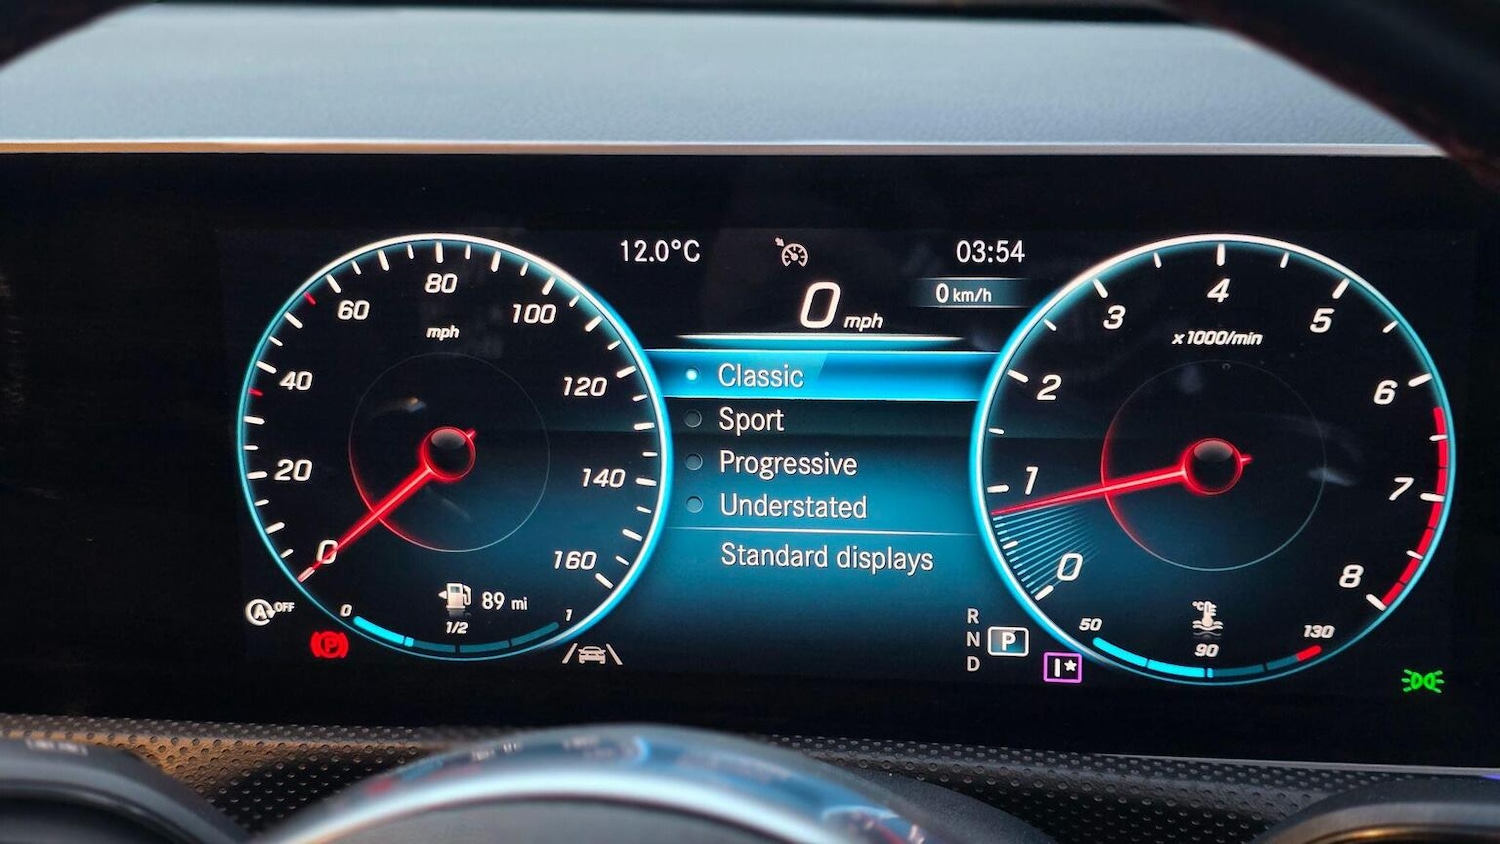 12.0°C
03:54
0 km/h
0 mph
0
20
40
60
80
100
120
140
160
mph
Classic
Sport
Progressive
Understated
Standard displays
0
1
2
3
4
5
6
7
8
x1000/min
89 mi
0
1/2
1
A OFF
P
R
N
D
P
I*
°C
50
90
130